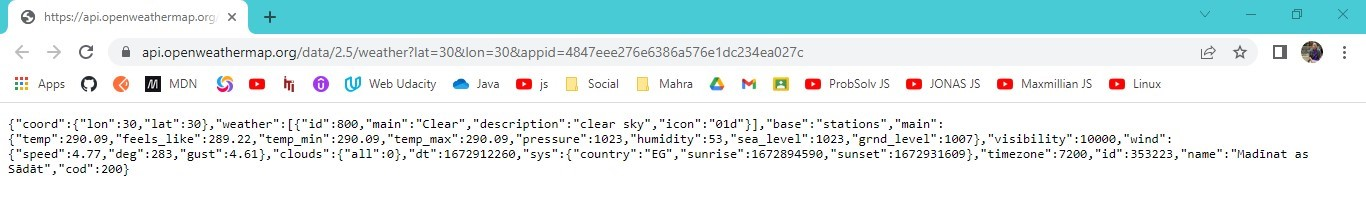 https://api.openweathermap.org/
api.openweathermap.org/data/2.5/weather?lat=30&lon=30&appid=4847eee276e6386a576e1dc234ea027c
Apps MDN Web Udacity Java js Social Mahra ProbSolv JS JONAS JS Maxmillian JS Linux
{"coord":{"lon":30,"lat":30},"weather":[{"id":800,"main":"Clear","description":"clear sky","icon":"01d"}],"base":"stations","main":
{"temp":290.09,"feels_like":289.22,"temp_min":290.09,"temp_max":290.09,"pressure":1023,"humidity":53,"sea_level":1023,"grnd_level":1007},"visibility":10000,"wind":
{"speed":4.77,"deg":283,"gust":4.61},"clouds":{"all":0},"dt":1672912260,"sys":{"country":"EG","sunrise":1672894590,"sunset":1672931609},"timezone":7200,"id":353223,"name":"Madīnat as
Sādāt","cod":200}